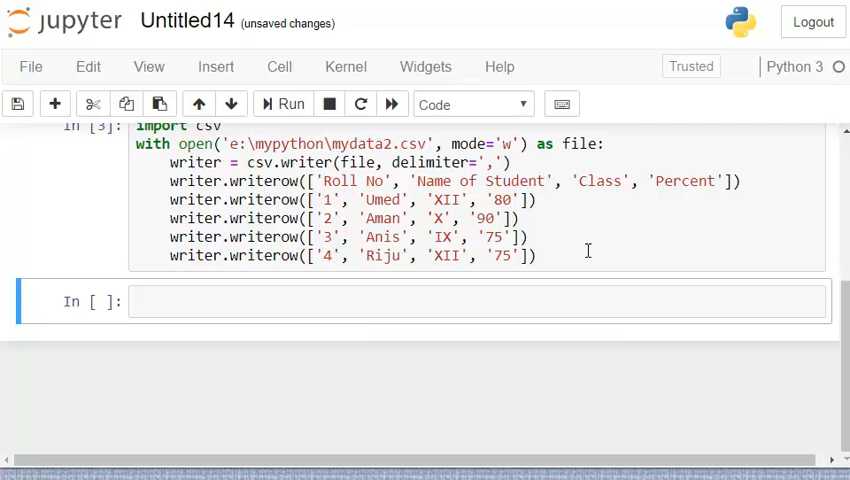 jupyter Untitled14 (unsaved changes) Logout
File Edit View Insert Cell Kernel Widgets Help Trusted Python 3
Run Code
In [3]: import csv
with open('e:\mypython\mydata2.csv', mode='w') as file:
writer = csv.writer(file, delimiter=',')
writer.writerow(['Roll No', 'Name of Student', 'Class', 'Percent'])
writer.writerow(['1', 'Umed', 'XII', '80'])
writer.writerow(['2', 'Aman', 'X', '90'])
writer.writerow(['3', 'Anis', 'IX', '75'])
writer.writerow(['4', 'Riju', 'XII', '75'])
In [ ]: